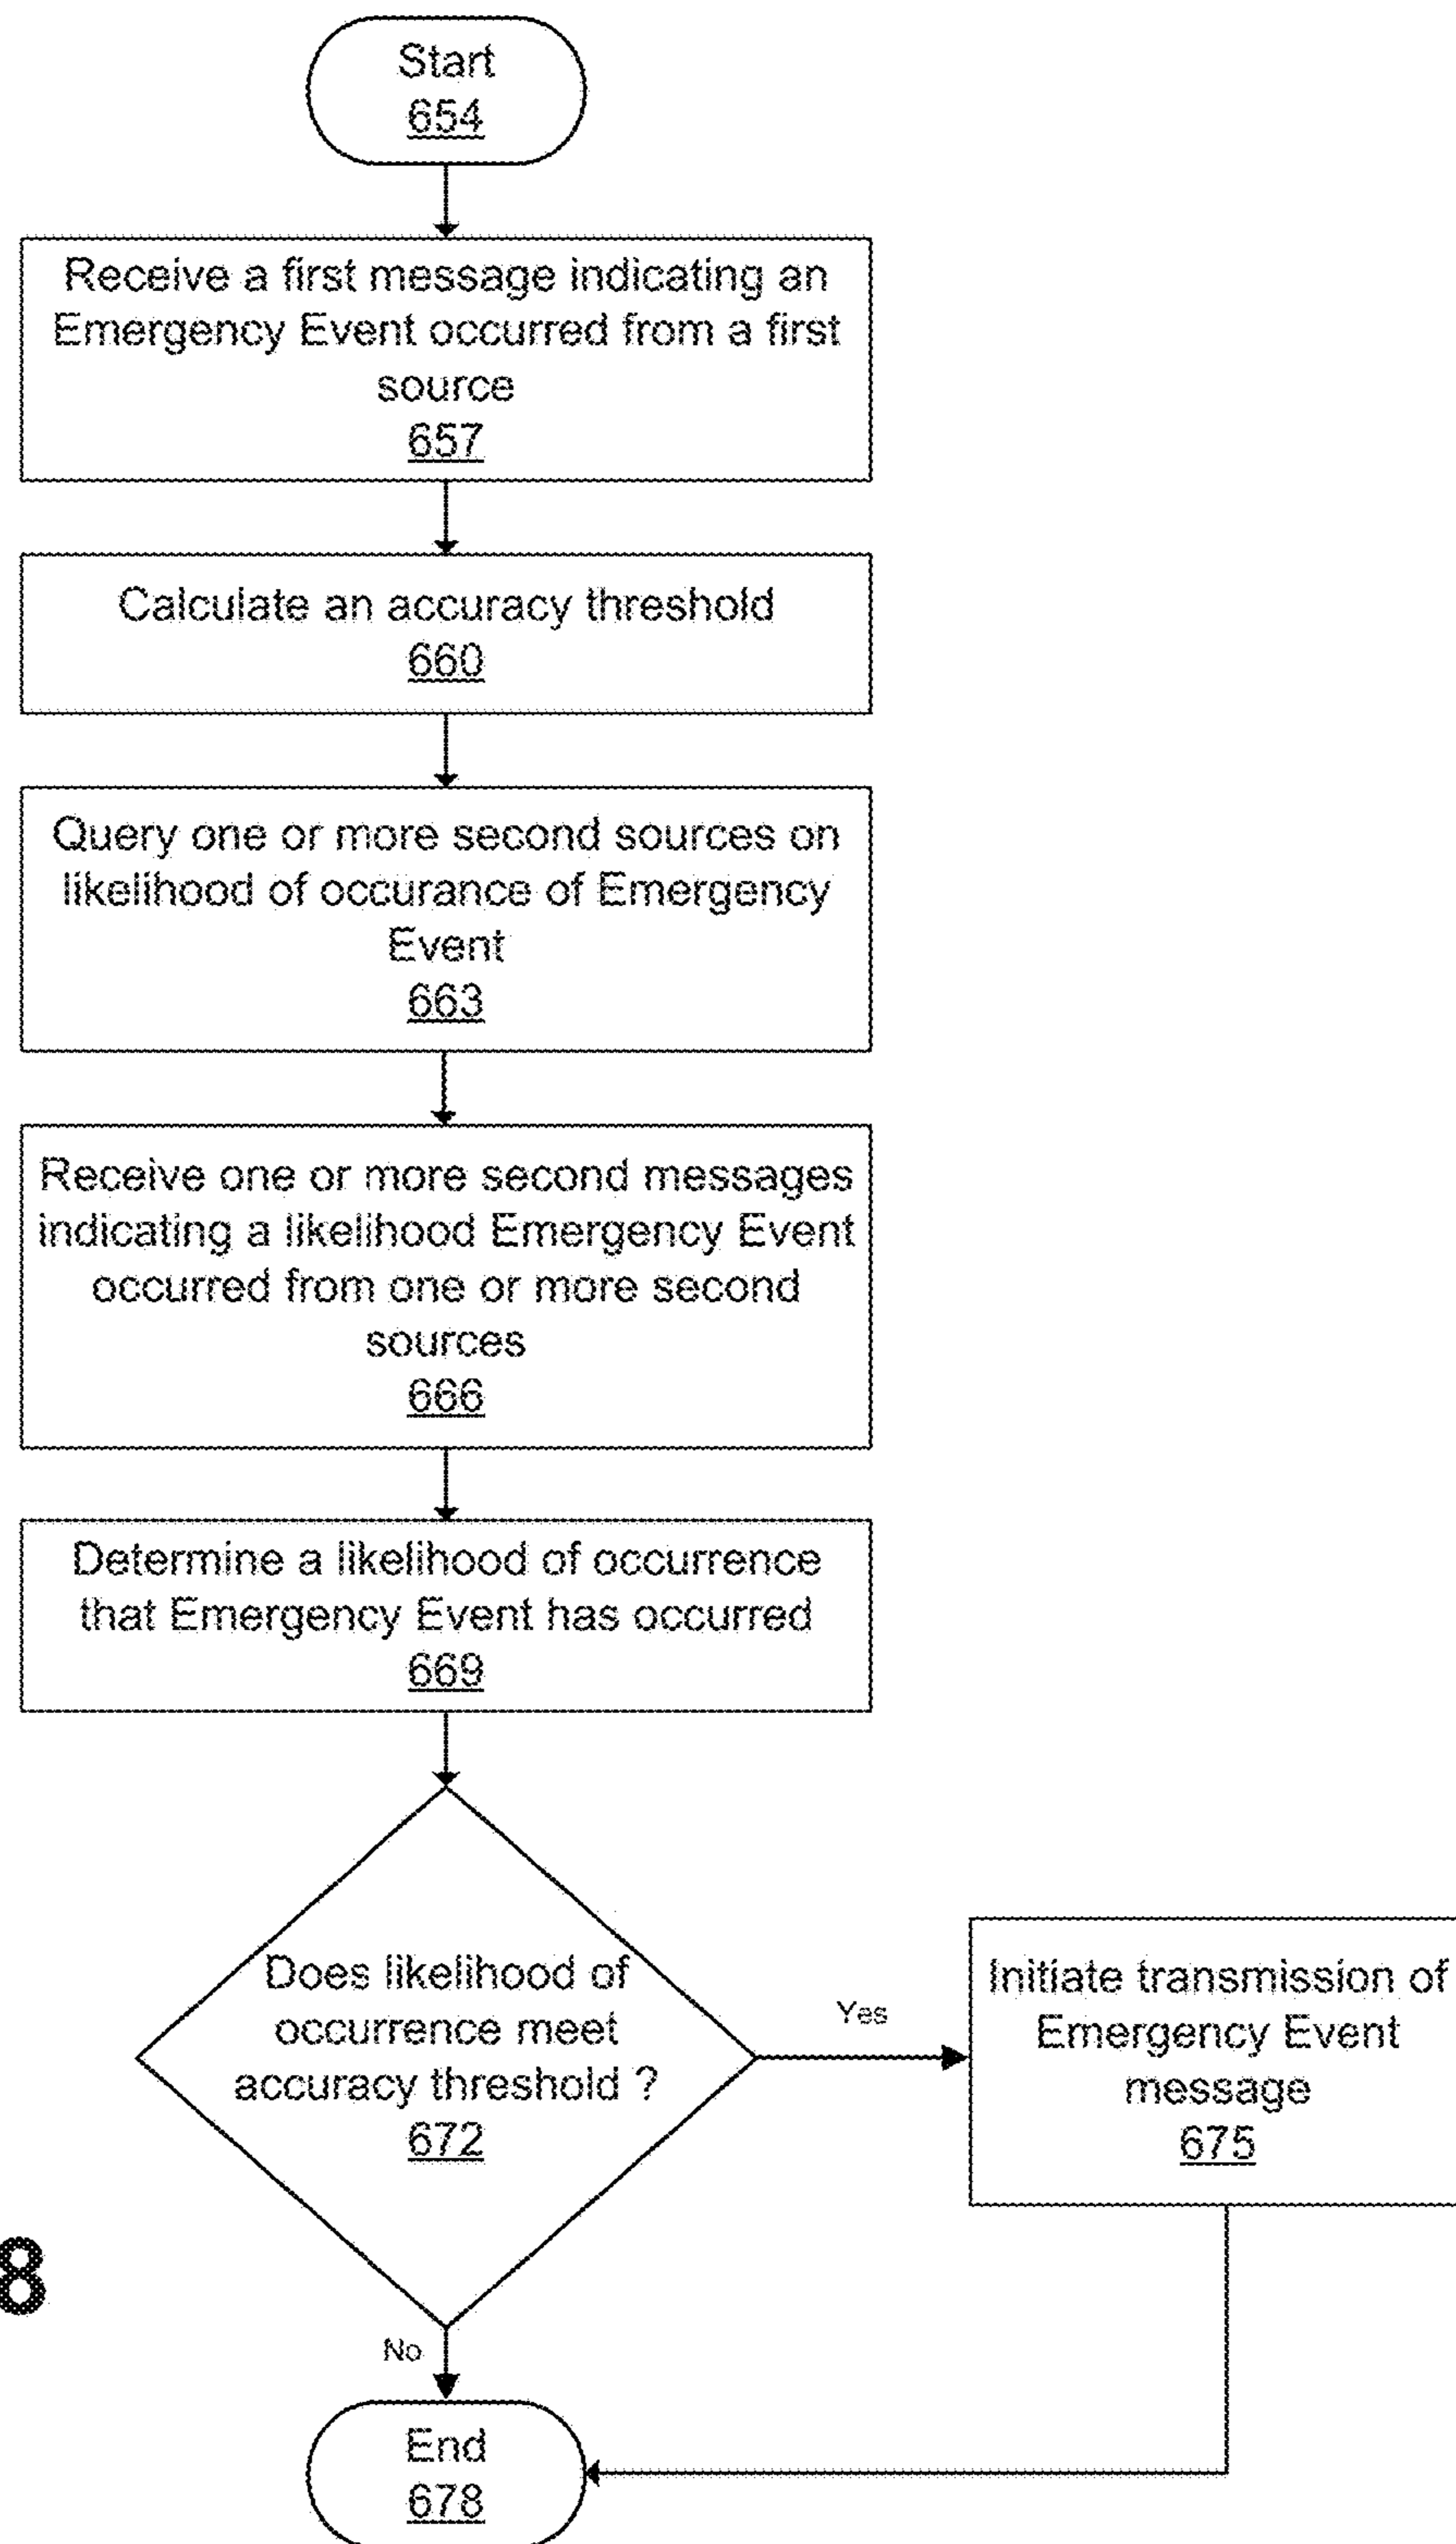 Start
654
Receive a first message indicating an
Emergency Event occurred from a first
source
657
Calculate an accuracy threshold
660
Query one or more second sources on
likelihood of occurance of Emergency
Event
663
Receive one or more second messages
indicating a likelihood Emergency Event
occurred from one or more second
sources
666
Determine a likelihood of occurrence
that Emergency Event has occurred
669
Does likelihood of
occurrence meet
accuracy threshold ?
672
Yes
Initiate transmission of
Emergency Event
message
675
8
No
End
678